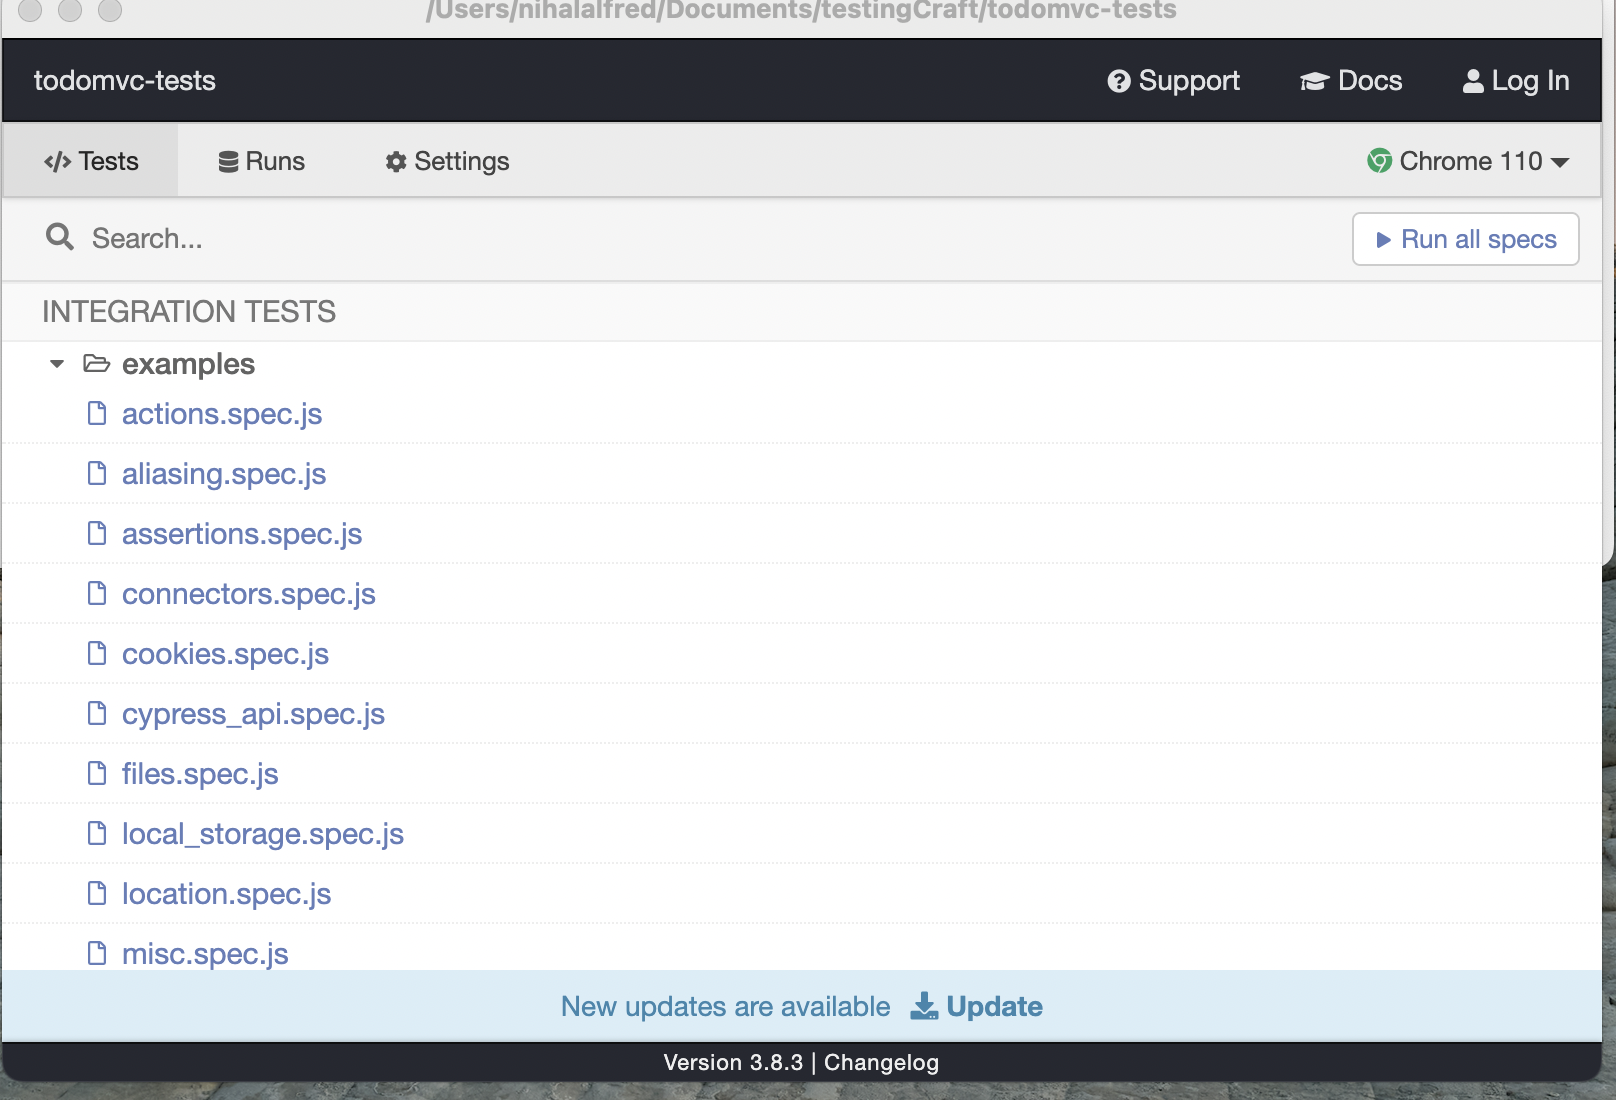 /Users/nihalalfred/Documents/testingCraft/todomvc-tests
todomvc-tests Support Docs Log In
</> Tests Runs Settings Chrome 110
Search... Run all specs
INTEGRATION TESTS
examples
actions.spec.js
aliasing.spec.js
assertions.spec.js
connectors.spec.js
cookies.spec.js
cypress_api.spec.js
files.spec.js
local_storage.spec.js
location.spec.js
misc.spec.js
New updates are available Update
Version 3.8.3 | Changelog